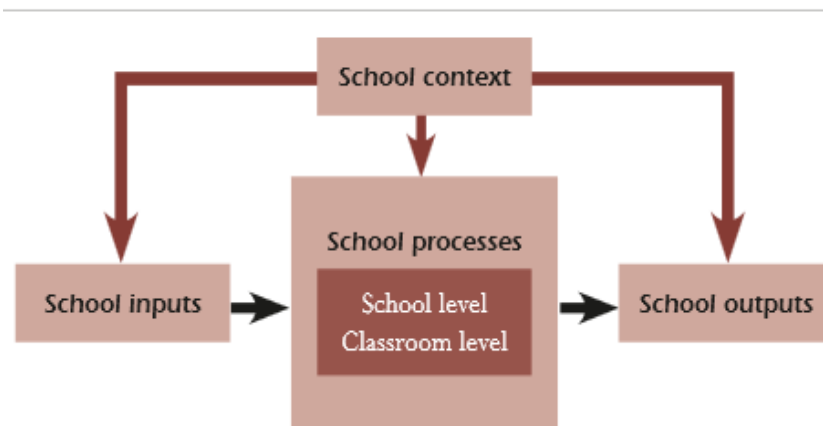 School context
School processes
School inputs
School level
Classroom level
School outputs